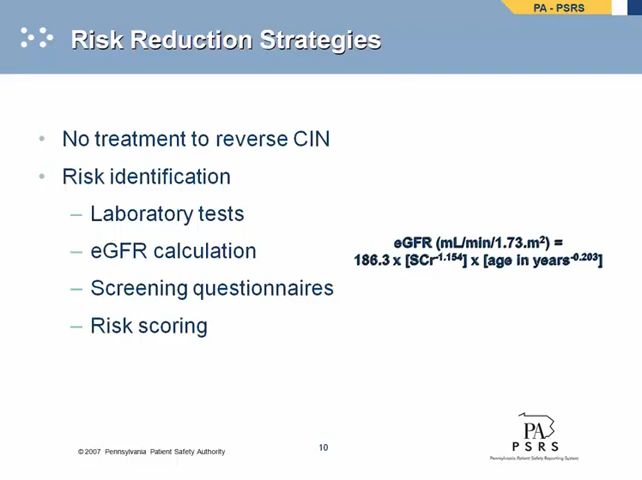 PA - PSRS
Risk Reduction Strategies
• No treatment to reverse CIN
• Risk identification
– Laboratory tests
– eGFR calculation
– Screening questionnaires
– Risk scoring
eGFR (mL/min/1.73.m²) =
186.3 x [SCr⁻¹·¹⁵⁴] x [age in years⁻⁰·²⁰³]
© 2007 Pennsylvania Patient Safety Authority
10
PA
PSRS
Pennsylvania Patient Safety Reporting System